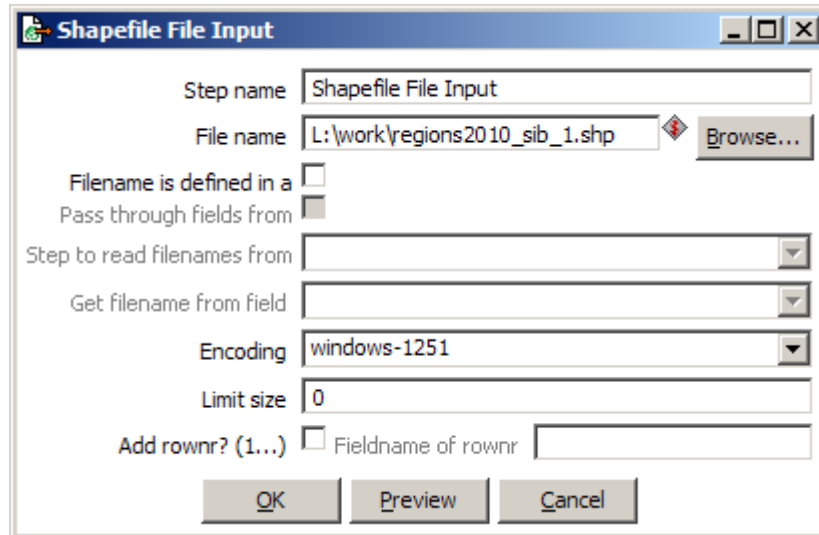 Shapefile File Input
Step name Shapefile File Input
File name L:\work\regions2010_sib_1.shp Browse...
Filename is defined in a
Pass through fields from
Step to read filenames from
Get filename from field
Encoding windows-1251
Limit size 0
Add rownr? (1...) Fieldname of rownr
OK Preview Cancel